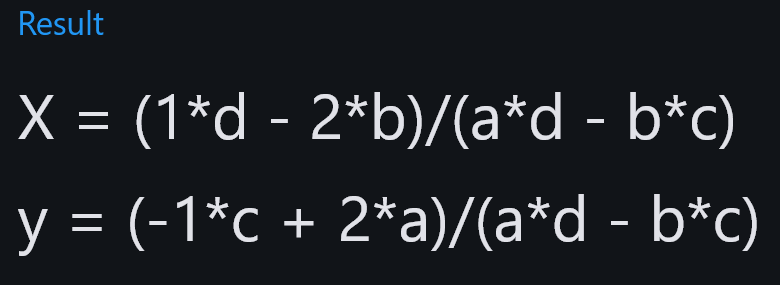 Result
X = (1*d - 2*b)/(a*d - b*c)
y = (-1*c + 2*a)/(a*d - b*c)